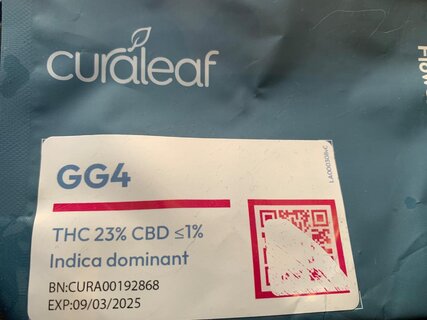 curaleaf
GG4
THC 23% CBD ≤1%
Indica dominant
BN:CURA00192868
EXP:09/03/2025